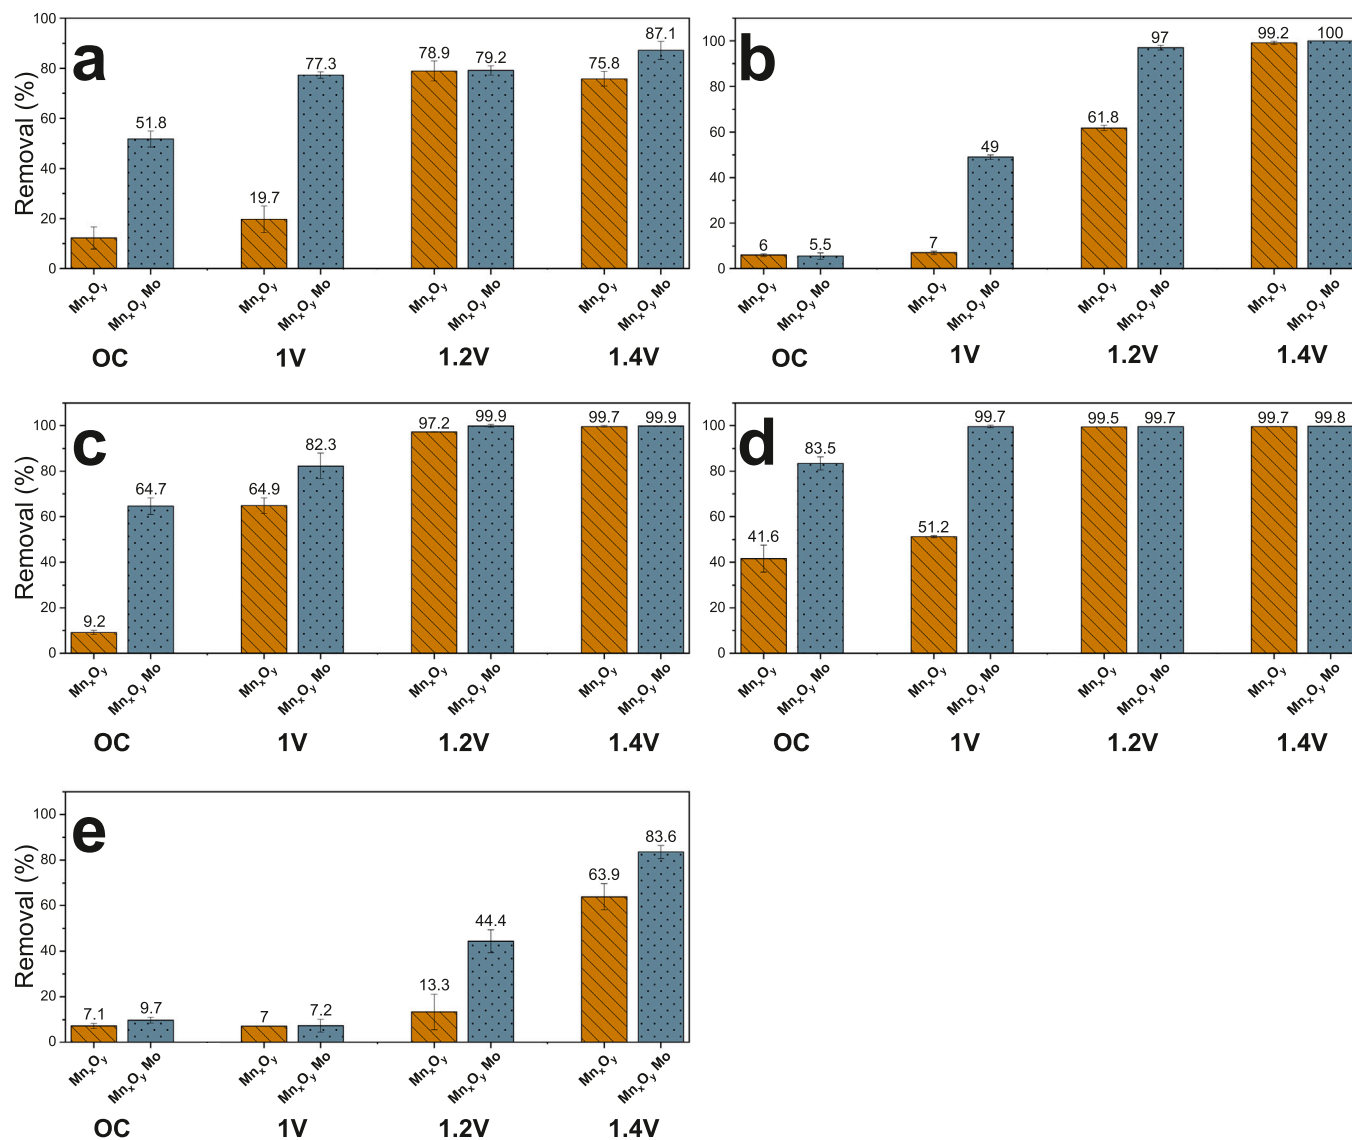 a
Removal (%)
100
80
60
40
20
0
51.8
19.7
77.3
78.9
79.2
75.8
87.1
MnxOy
MnxOy Mo
MnxOy
MnxOy Mo
MnxOy
MnxOy Mo
MnxOy
MnxOy Mo
OC 1V 1.2V 1.4V
b
100
80
60
40
20
0
6
5.5
7
49
61.8
97
99.2
100
MnxOy
MnxOy Mo
MnxOy
MnxOy Mo
MnxOy
MnxOy Mo
MnxOy
MnxOy Mo
OC 1V 1.2V 1.4V
c
Removal (%)
100
80
60
40
20
0
9.2
64.7
64.9
82.3
97.2
99.9
99.7
99.9
MnxOy
MnxOy Mo
MnxOy
MnxOy Mo
MnxOy
MnxOy Mo
MnxOy
MnxOy Mo
OC 1V 1.2V 1.4V
d
100
80
60
40
20
0
41.6
83.5
51.2
99.7
99.5
99.7
99.7
99.8
MnxOy
MnxOy Mo
MnxOy
MnxOy Mo
MnxOy
MnxOy Mo
MnxOy
MnxOy Mo
OC 1V 1.2V 1.4V
e
Removal (%)
100
80
60
40
20
0
7.1
9.7
7
7.2
13.3
44.4
63.9
83.6
MnxOy
MnxOy Mo
MnxOy
MnxOy Mo
MnxOy
MnxOy Mo
MnxOy
MnxOy Mo
OC 1V 1.2V 1.4V